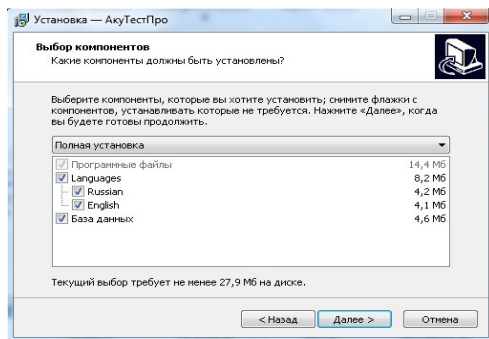 Установка — АкуТестПро
Выбор компонентов
Какие компоненты должны быть установлены?
Выберите компоненты, которые вы хотите установить; снимите флажки с
компонентов, устанавливать которые не требуется. Нажмите «Далее», когда
вы будете готовы продолжить.
Полная установка
Программные файлы 14,4 Мб
Languages 8,2 Мб
Russian 4,2 Мб
English 4,1 Мб
База данных 4,6 Мб
Текущий выбор требует не менее 27,9 Мб на диске.
< Назад Далее > Отмена